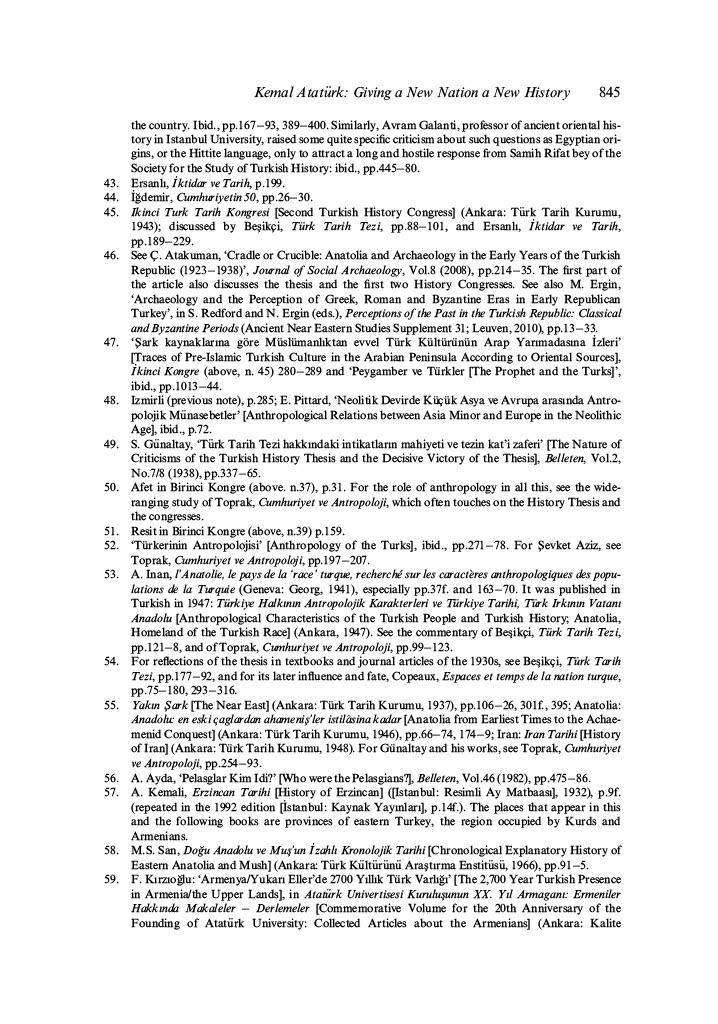 Kemal Atatürk: Giving a New Nation a New History 845
the country. Ibid., pp.167–93, 389–400. Similarly, Avram Galanti, professor of ancient oriental his-
tory in Istanbul University, raised some quite specific criticism about such questions as Egyptian ori-
gins, or the Hittite language, only to attract a long and hostile response from Samih Rifat bey of the
Society for the Study of Turkish History: ibid., pp.445–80.
43. Ersanlı, İktidar ve Tarih, p.199.
44. İğdemir, Cumhuriyetin 50, pp.26–30.
45. Ikinci Turk Tarih Kongresi [Second Turkish History Congress] (Ankara: Türk Tarih Kurumu,
1943); discussed by Beşikçi, Türk Tarih Tezi, pp.88–101, and Ersanlı, İktidar ve Tarih,
pp.189–229.
46. See Ç. Atakuman, ‘Cradle or Crucible: Anatolia and Archaeology in the Early Years of the Turkish
Republic (1923–1938)’, Journal of Social Archaeology, Vol.8 (2008), pp.214–35. The first part of
the article also discusses the thesis and the first two History Congresses. See also M. Ergin,
‘Archaeology and the Perception of Greek, Roman and Byzantine Eras in Early Republican
Turkey’, in S. Redford and N. Ergin (eds.), Perceptions of the Past in the Turkish Republic: Classical
and Byzantine Periods (Ancient Near Eastern Studies Supplement 31; Leuven, 2010), pp.13–33.
47. ‘Şark kaynaklarına göre Müslümanlıktan evvel Türk Kültürünün Arap Yarımadasına İzleri’
[Traces of Pre-Islamic Turkish Culture in the Arabian Peninsula According to Oriental Sources],
İkinci Kongre (above, n. 45) 280–289 and ‘Peygamber ve Türkler [The Prophet and the Turks]’,
ibid., pp.1013–44.
48. Izmirli (previous note), p.285; E. Pittard, ‘Neolitik Devirde Küçük Asya ve Avrupa arasında Antro-
polojik Münasebetler’ [Anthropological Relations between Asia Minor and Europe in the Neolithic
Age], ibid., p.72.
49. S. Günaltay, ‘Türk Tarih Tezi hakkındaki intikatların mahiyeti ve tezin kat’i zaferi’ [The Nature of
Criticisms of the Turkish History Thesis and the Decisive Victory of the Thesis], Belleten, Vol.2,
No.7/8 (1938), pp.337–65.
50. Afet in Birinci Kongre (above. n.37), p.31. For the role of anthropology in all this, see the wide-
ranging study of Toprak, Cumhuriyet ve Antropoloji, which often touches on the History Thesis and
the congresses.
51. Resit in Birinci Kongre (above, n.39) p.159.
52. ‘Türkerinin Antropolojisi’ [Anthropology of the Turks], ibid., pp.271–78. For Şevket Aziz, see
Toprak, Cumhuriyet ve Antropoloji, pp.197–207.
53. A. Inan, l’Anatolie, le pays de la ‘race’ turque, recherché sur les caractères anthropologiques des popu-
lations de la Turquie (Geneva: Georg, 1941), especially pp.37f. and 163–70. It was published in
Turkish in 1947: Türkiye Halkının Antropolojik Karakterleri ve Türkiye Tarihi, Türk Irkının Vatanı
Anadolu [Anthropological Characteristics of the Turkish People and Turkish History; Anatolia,
Homeland of the Turkish Race] (Ankara, 1947). See the commentary of Beşikçi, Türk Tarih Tezi,
pp.121–8, and of Toprak, Cumhuriyet ve Antropoloji, pp.99–123.
54. For reflections of the thesis in textbooks and journal articles of the 1930s, see Beşikçi, Türk Tarih
Tezi, pp.177–92, and for its later influence and fate, Copeaux, Espaces et temps de la nation turque,
pp.75–180, 293–316.
55. Yakın Şark [The Near East] (Ankara: Türk Tarih Kurumu, 1937), pp.106–26, 301f., 395; Anatolia:
Anadolu: en eski çaglardan ahameniş’ler istilâsina kadar [Anatolia from Earliest Times to the Achae-
menid Conquest] (Ankara: Türk Tarih Kurumu, 1946), pp.66–74, 174–9; Iran: Iran Tarihi [History
of Iran] (Ankara: Türk Tarih Kurumu, 1948). For Günaltay and his works, see Toprak, Cumhuriyet
ve Antropoloji, pp.254–93.
56. A. Ayda, ‘Pelasglar Kim Idi?’ [Who were the Pelasgians?], Belleten, Vol.46 (1982), pp.475–86.
57. A. Kemali, Erzincan Tarihi [History of Erzincan] ([Istanbul: Resimli Ay Matbaası], 1932), p.9f.
(repeated in the 1992 edition [İstanbul: Kaynak Yayınları], p.14f.). The places that appear in this
and the following books are provinces of eastern Turkey, the region occupied by Kurds and
Armenians.
58. M.S. San, Doğu Anadolu ve Muş’un İzahlı Kronolojik Tarihi [Chronological Explanatory History of
Eastern Anatolia and Mush] (Ankara: Türk Kültürünü Araştırma Enstitüsü, 1966), pp.91–5.
59. F. Kırzıoğlu: ‘Armenya/Yukarı Eller’de 2700 Yıllık Türk Varlığı’ [The 2,700 Year Turkish Presence
in Armenia/the Upper Lands], in Atatürk Univertisesi Kuruluşunun XX. Yıl Armaganı: Ermeniler
Hakkında Makaleler – Derlemeler [Commemorative Volume for the 20th Anniversary of the
Founding of Atatürk University: Collected Articles about the Armenians] (Ankara: Kalite